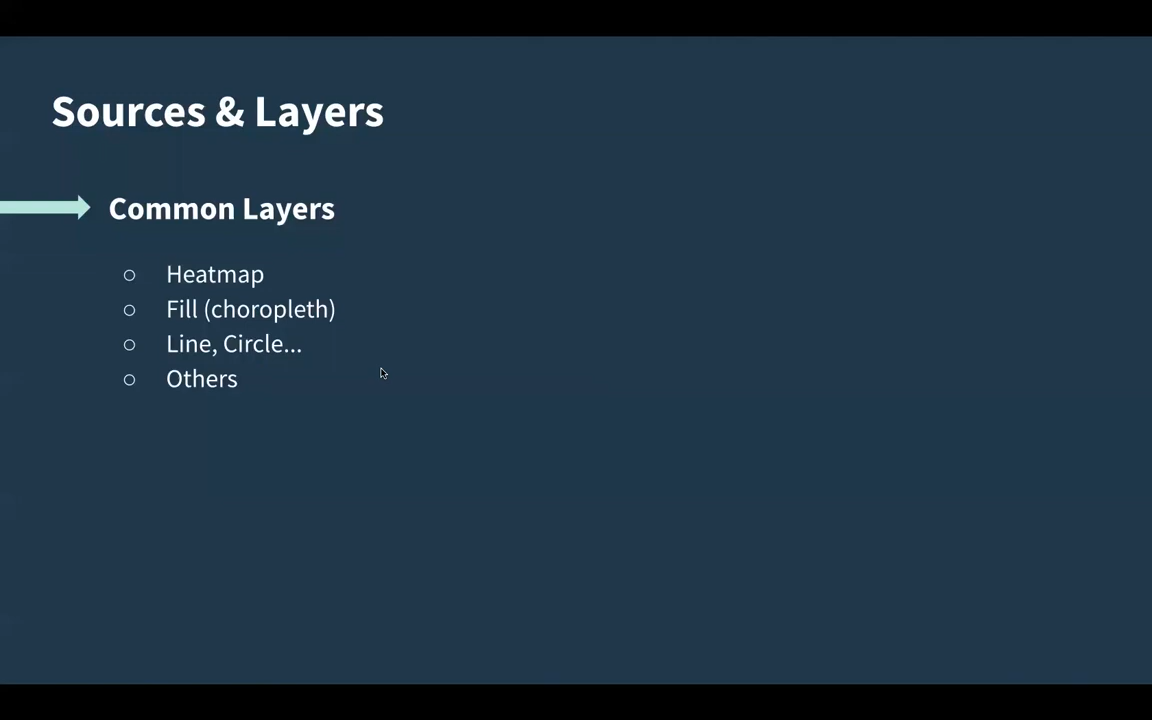 Sources & Layers
Common Layers
Heatmap
Fill (choropleth)
Line, Circle...
Others